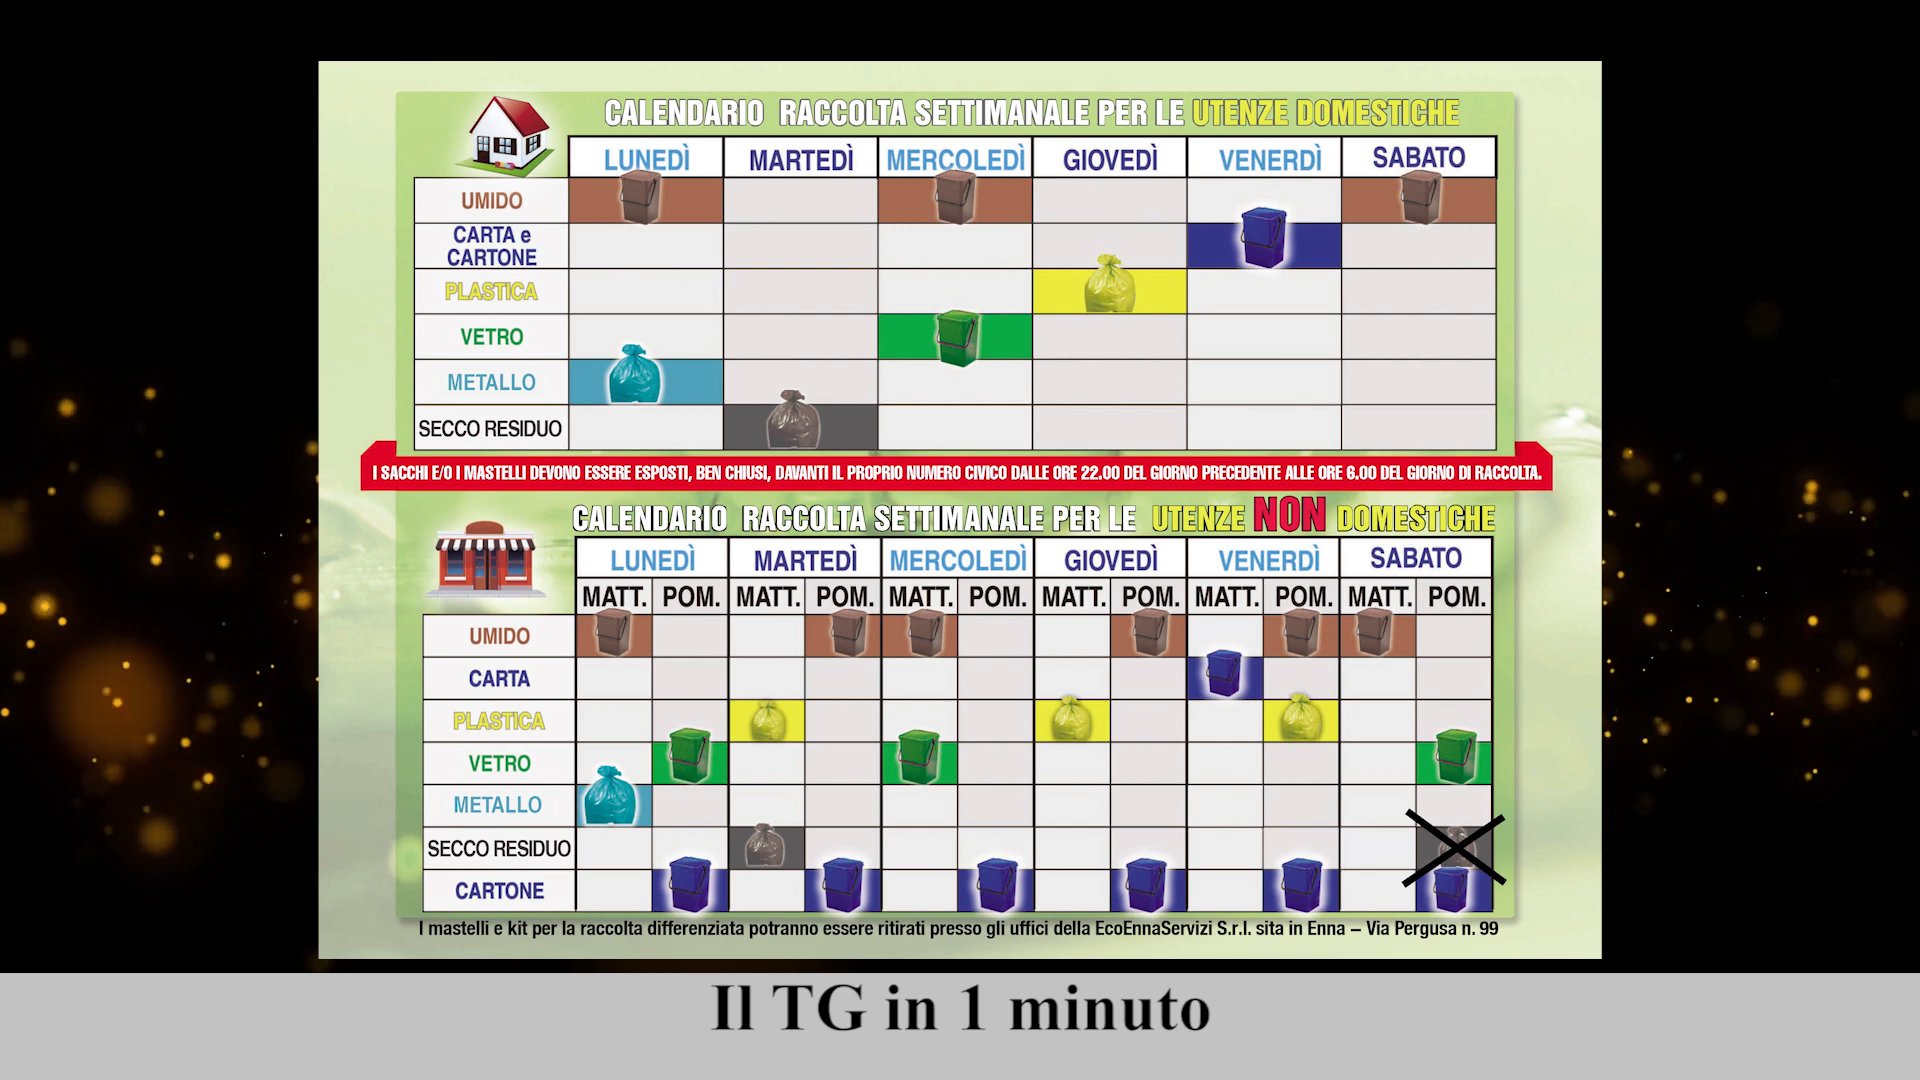 CALENDARIO RACCOLTA SETTIMANALE PER LE UTENZE DOMESTICHE
LUNEDÌ MARTEDÌ MERCOLEDÌ GIOVEDÌ VENERDÌ SABATO
UMIDO
CARTA e
CARTONE
PLASTICA
VETRO
METALLO
SECCO RESIDUO
I SACCHI E/O I MASTELLI DEVONO ESSERE ESPOSTI, BEN CHIUSI, DAVANTI IL PROPRIO NUMERO CIVICO DALLE ORE 22.00 DEL GIORNO PRECEDENTE ALLE ORE 6.00 DEL GIORNO DI RACCOLTA.
CALENDARIO RACCOLTA SETTIMANALE PER LE UTENZE NON DOMESTICHE
LUNEDÌ MARTEDÌ MERCOLEDÌ GIOVEDÌ VENERDÌ SABATO
MATT. POM. MATT. POM. MATT. POM. MATT. POM. MATT. POM. MATT. POM.
UMIDO
CARTA
PLASTICA
VETRO
METALLO
SECCO RESIDUO
CARTONE
I mastelli e kit per la raccolta differenziata potranno essere ritirati presso gli uffici della EcoEnnaServizi S.r.l. sita in Enna – Via Pergusa n. 99
Il TG in 1 minuto